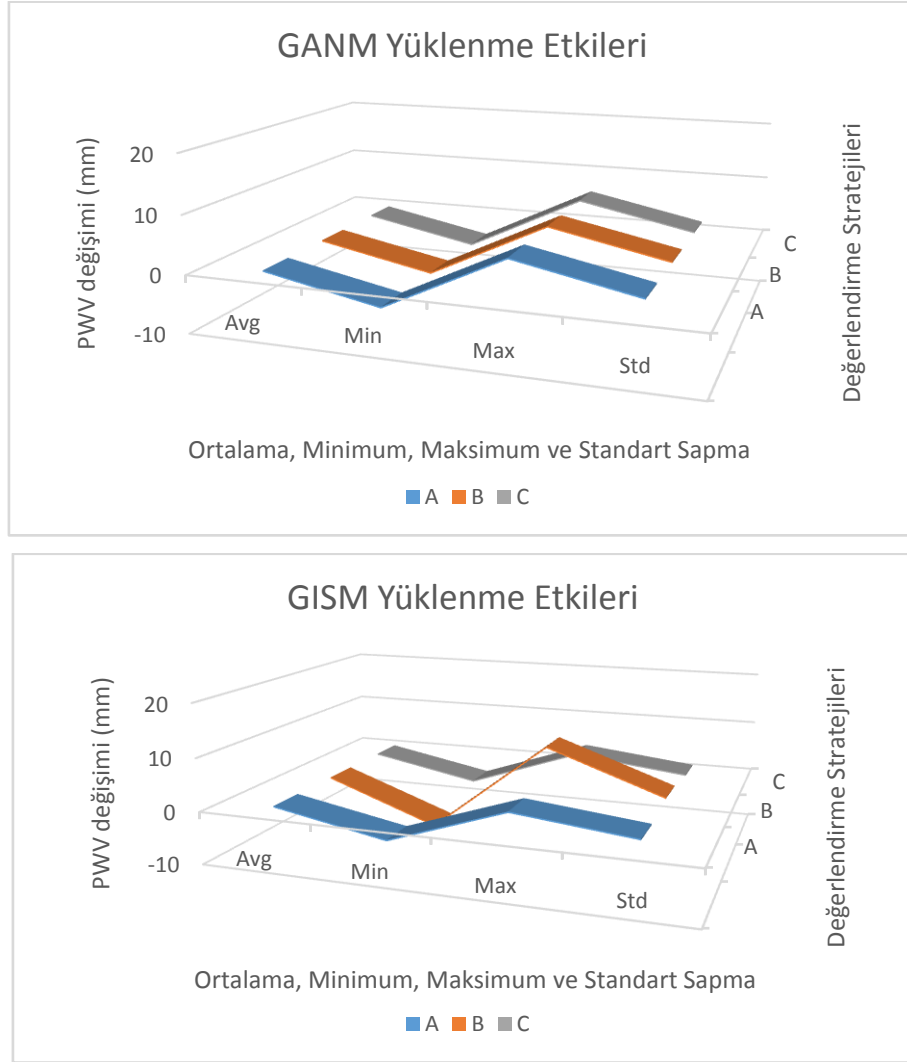 GANM Yüklenme Etkileri
PWV değişimi (mm)
20
10
0
-10
Avg
Min
Max
Std
C
B
A
Değerlendirme Stratejileri
Ortalama, Minimum, Maksimum ve Standart Sapma
A B C
GISM Yüklenme Etkileri
PWV değişimi (mm)
20
10
0
-10
Avg
Min
Max
Std
C
B
A
Değerlendirme Stratejileri
Ortalama, Minimum, Maksimum ve Standart Sapma
A B C